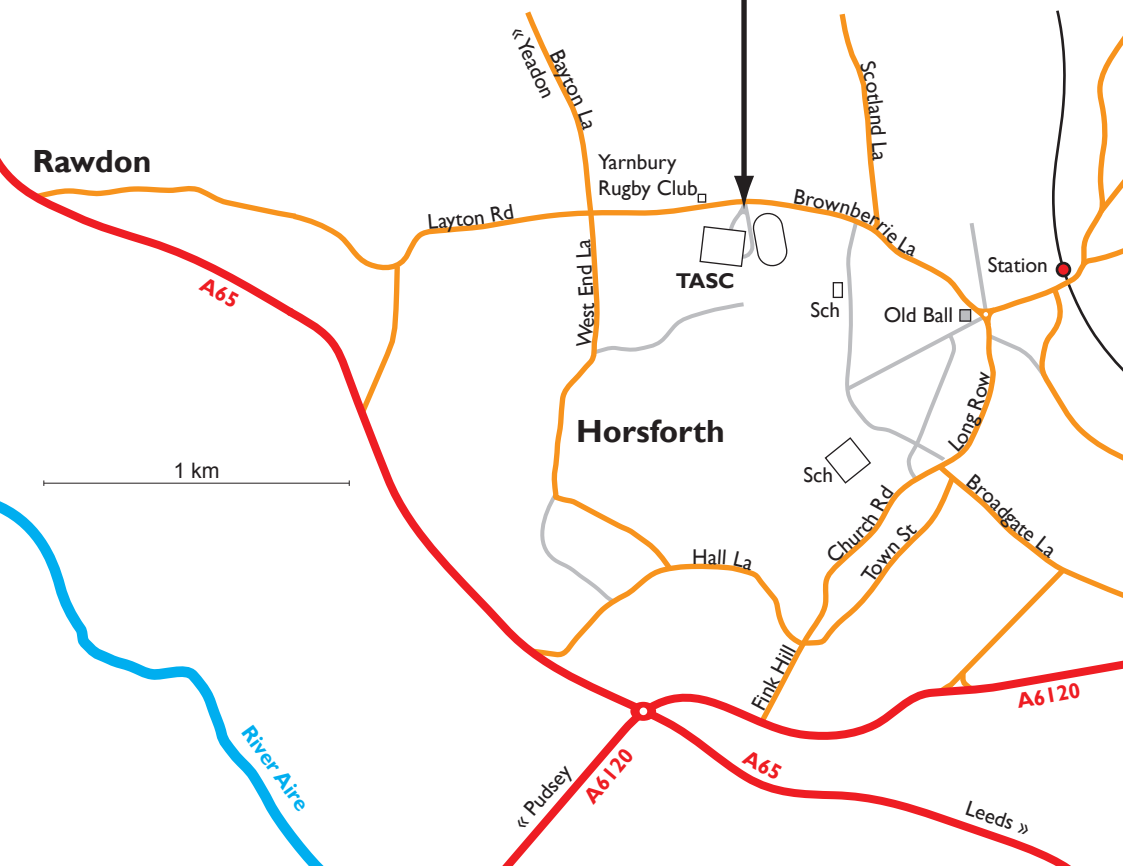 « Yeadon
Bayton La
Scotland La
Rawdon
Yarnbury
Rugby Club
Layton Rd
Brownberrie La
A65
West End La
TASC
Station
Sch
Old Ball
Horsforth
Long Row
1 km
Sch
Church Rd
Town St
Broadgate La
Hall La
Fink Hill
A6120
River Aire
« Pudsey
A6120
A65
Leeds »